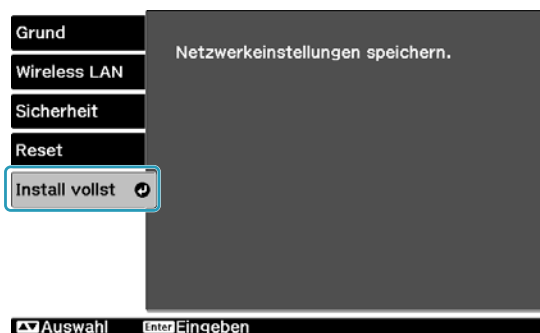 Grund
Netzwerkeinstellungen speichern.
Wireless LAN
Sicherheit
Reset
Install vollst
Auswahl Enter Eingeben